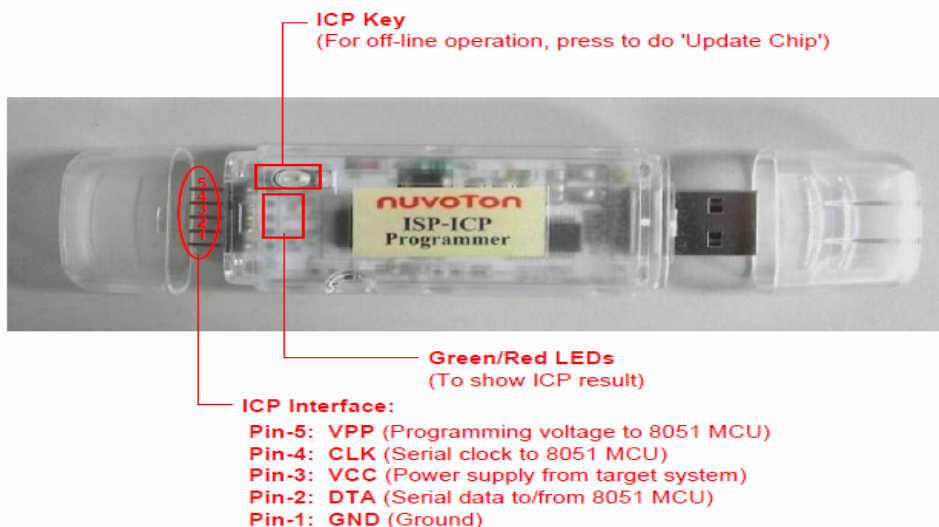 ICP Key
(For off-line operation, press to do 'Update Chip')
5
4
3
2
1
nuvoTon
ISP-ICP
Programmer
Green/Red LEDs
(To show ICP result)
ICP Interface:
Pin-5: VPP (Programming voltage to 8051 MCU)
Pin-4: CLK (Serial clock to 8051 MCU)
Pin-3: VCC (Power supply from target system)
Pin-2: DTA (Serial data to/from 8051 MCU)
Pin-1: GND (Ground)